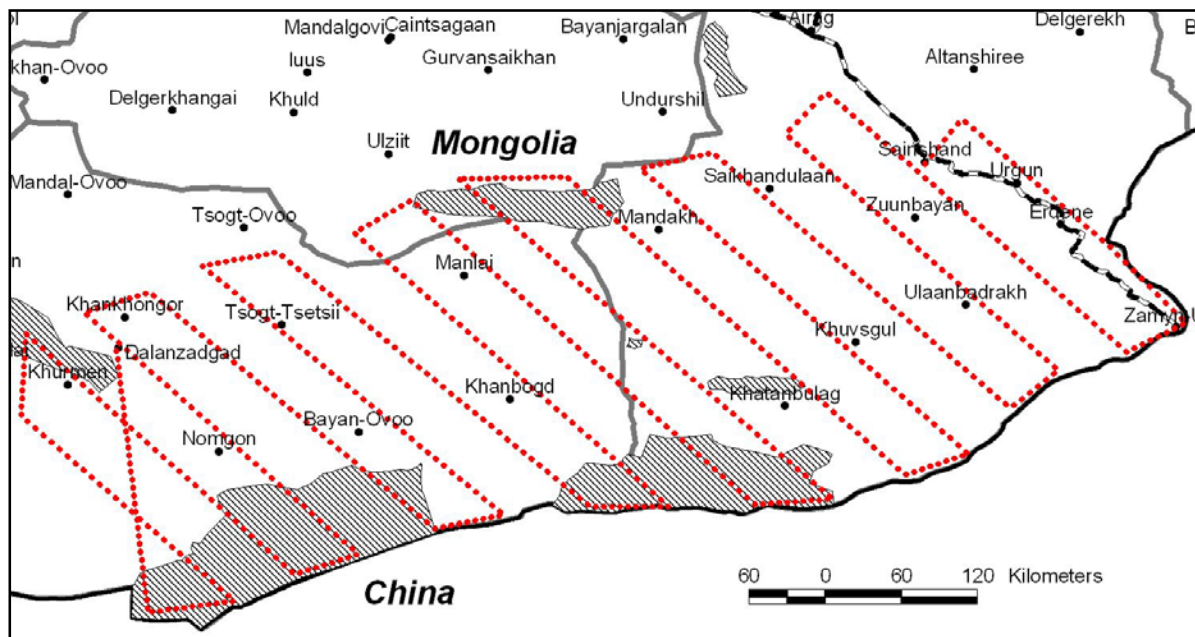 ol
Mandalgovi
Caintsagaan
Bayanjargalan
Airag
Delgerekh
B
khan-Ovoo
Iuus
Gurvansaikhan
Altanshiree
Delgerkhangai
Khuld
Undurshil
Ulziit
Mongolia
Sainshand
Urgun
Mandal-Ovoo
Saikhandulaan
Tsogt-Ovoo
Mandakh
Zuunbayan
Erdene
n
Manlai
Khankhongor
Tsogt-Tsetsii
Ulaanbadrakh
Zamyn-U
Dalanzadgad
Khurmen
Khuvsgul
Khanbogd
Khatanbulag
Bayan-Ovoo
Nomgon
China
60 0 60 120 Kilometers